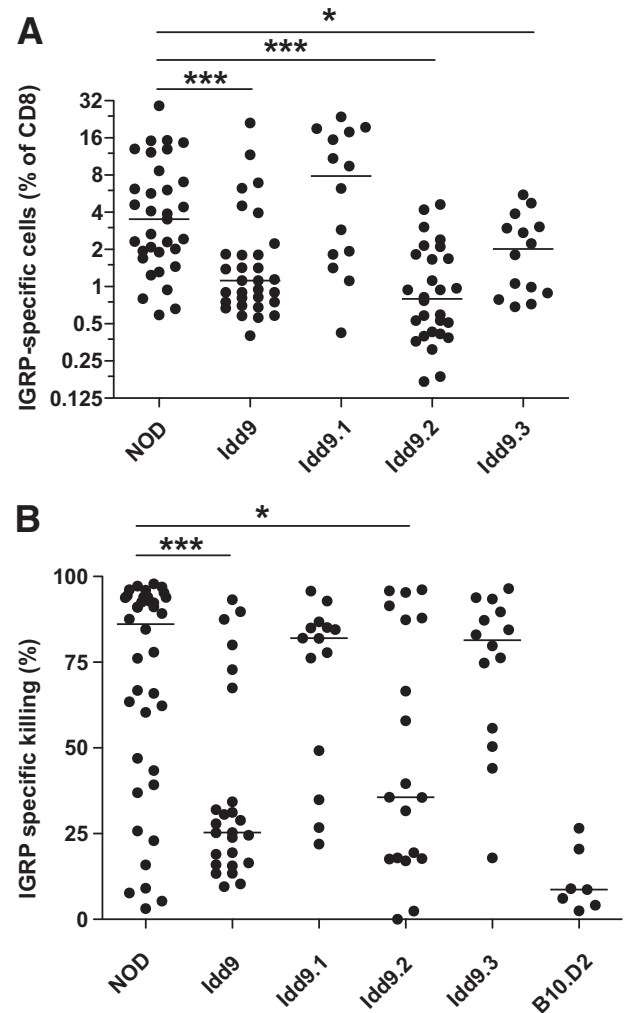 A
*
***
***
IGRP-specific cells (% of CD8)
32
16
8
4
2
1
0.5
0.25
0.125
NOD
Idd9
Idd9.1
Idd9.2
Idd9.3
B
*
***
IGRP specific killing (%)
100
75
50
25
0
NOD
Idd9
Idd9.1
Idd9.2
Idd9.3
B10.D2